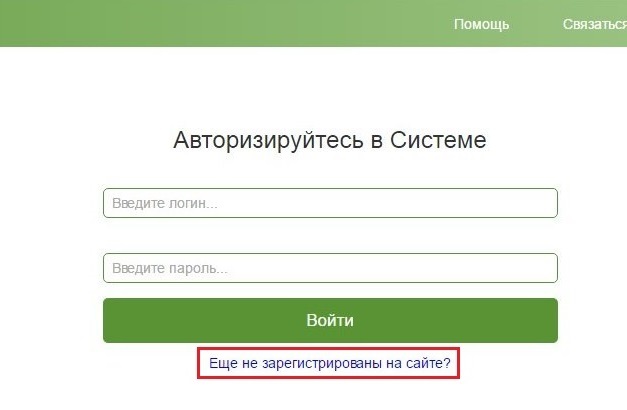 Помощь
Связаться
Авторизируйтесь в Системе
Введите логин...
Введите пароль...
Войти
Еще не зарегистрированы на сайте?